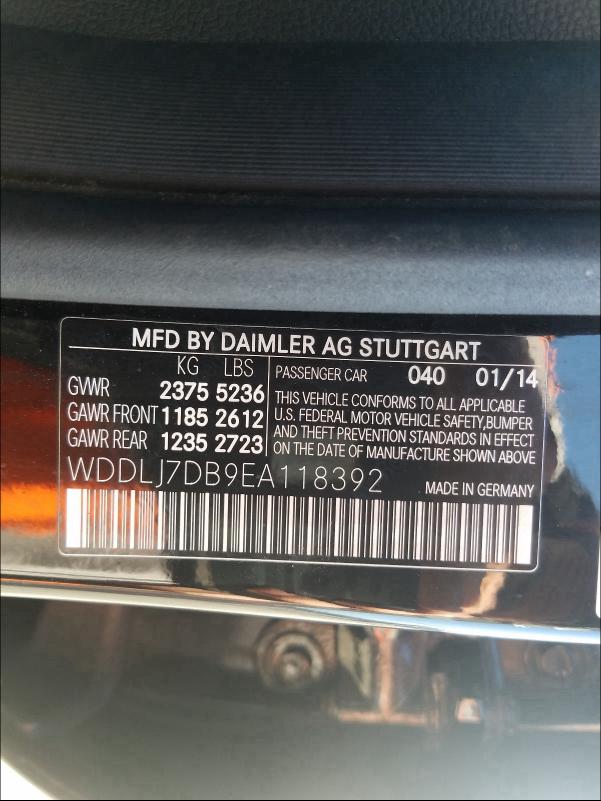 MFD BY DAIMLER AG STUTTGART
KG LBS
GWVR 2375 5236
GAWR FRONT 1185 2612
GAWR REAR 1235 2723
PASSENGER CAR 040 01/14
THIS VEHICLE CONFORMS TO ALL APPLICABLE
U.S. FEDERAL MOTOR VEHICLE SAFETY,BUMPER
AND THEFT PREVENTION STANDARDS IN EFFECT
ON THE DATE OF MANUFACTURE SHOWN ABOVE.
WDDLJ7DB9EA118392
MADE IN GERMANY